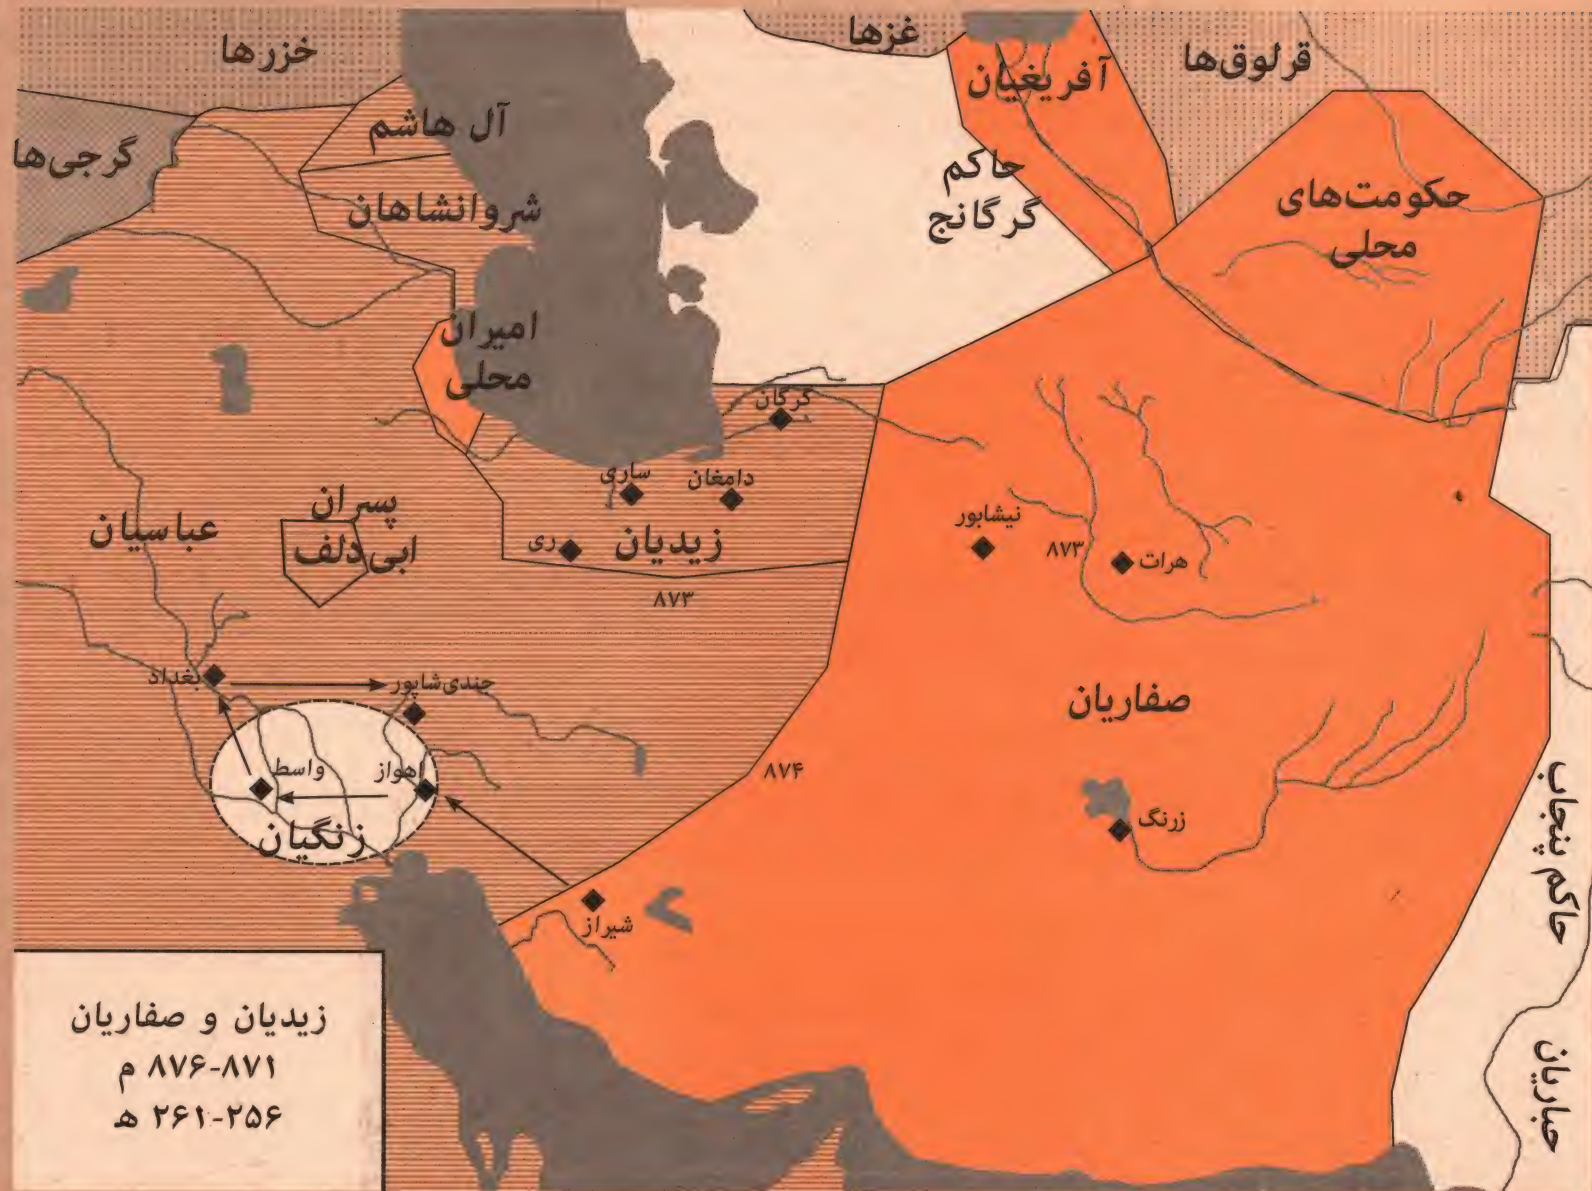 خزرها
غزها
قرلوق‌ها
آفریغیان
گرجی‌ها
آل هاشم
شروانشاهان
حاکم
گرگانج
حکومت‌های
محلی
امیران
محلی
گرگان
ساری
دامغان
ری
زیدیان
۸۷۳
پسران
ابی‌دلف
عباسیان
نیشابور
۸۷۳
هرات
بغداد
جندی‌شاپور
واسط
اهواز
زنگیان
صفاریان
۸۷۴
زرنگ
شیراز
حاکم پنجاب
حباریان
زیدیان و صفاریان
۸۷۱-۸۷۶ م
۲۵۶-۲۶۱ هـ